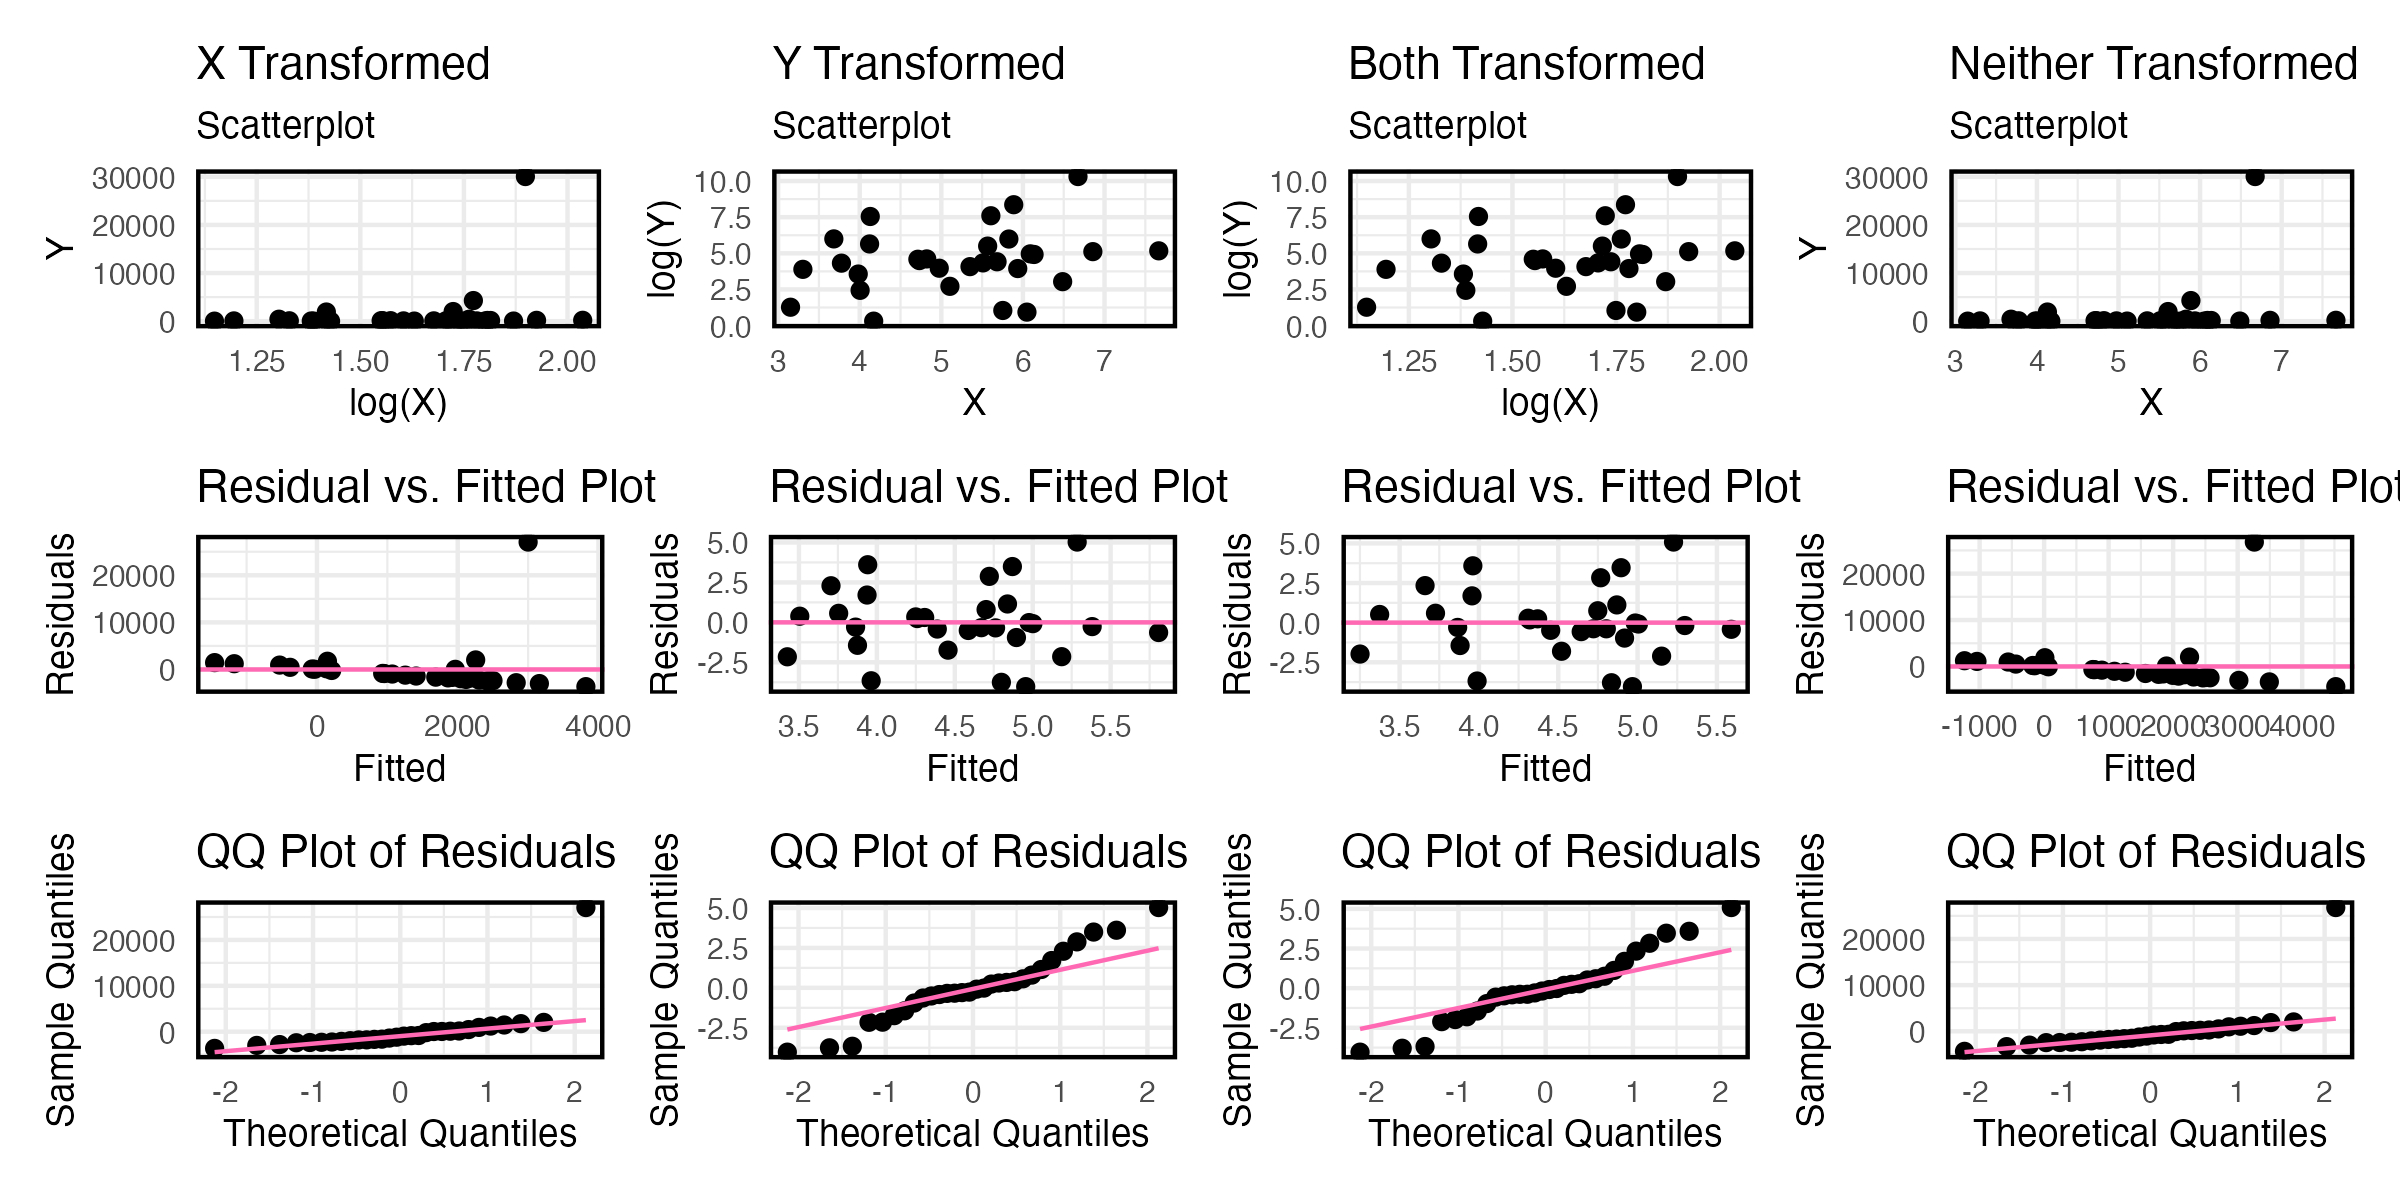 X Transformed
Y Transformed
Both Transformed
Neither Transformed
Scatterplot
Scatterplot
Scatterplot
Scatterplot
Y
30000
20000
10000
0
1.25 1.50 1.75 2.00
log(X)
log(Y)
10.0
7.5
5.0
2.5
0.0
3 4 5 6 7
X
log(Y)
10.0
7.5
5.0
2.5
0.0
1.25 1.50 1.75 2.00
log(X)
Y
30000
20000
10000
0
3 4 5 6 7
X
Residual vs. Fitted Plot
Residual vs. Fitted Plot
Residual vs. Fitted Plot
Residual vs. Fitted Plot
Residuals
20000
10000
0
0 2000 4000
Fitted
Residuals
5.0
2.5
0.0
-2.5
3.5 4.0 4.5 5.0 5.5
Fitted
Residuals
5.0
2.5
0.0
-2.5
3.5 4.0 4.5 5.0 5.5
Fitted
Residuals
20000
10000
0
-1000 0 1000 2000 3000 4000
Fitted
QQ Plot of Residuals
QQ Plot of Residuals
QQ Plot of Residuals
QQ Plot of Residuals
Sample Quantiles
20000
10000
0
-2 -1 0 1 2
Theoretical Quantiles
Sample Quantiles
5.0
2.5
0.0
-2.5
-2 -1 0 1 2
Theoretical Quantiles
Sample Quantiles
5.0
2.5
0.0
-2.5
-2 -1 0 1 2
Theoretical Quantiles
Sample Quantiles
20000
10000
0
-2 -1 0 1 2
Theoretical Quantiles